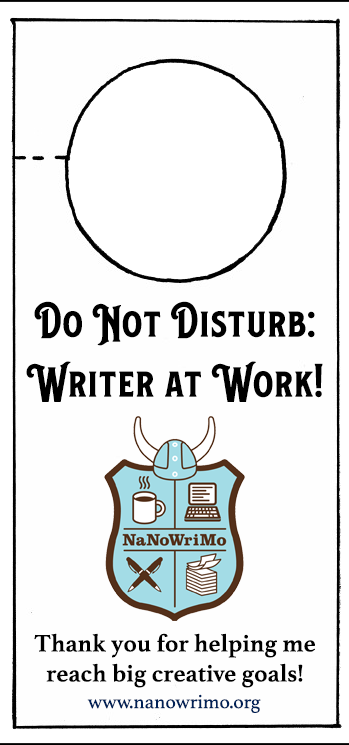 Do Not Disturb:
Writer at Work!
NaNoWriMo
Thank you for helping me
reach big creative goals!
www.nanowrimo.org